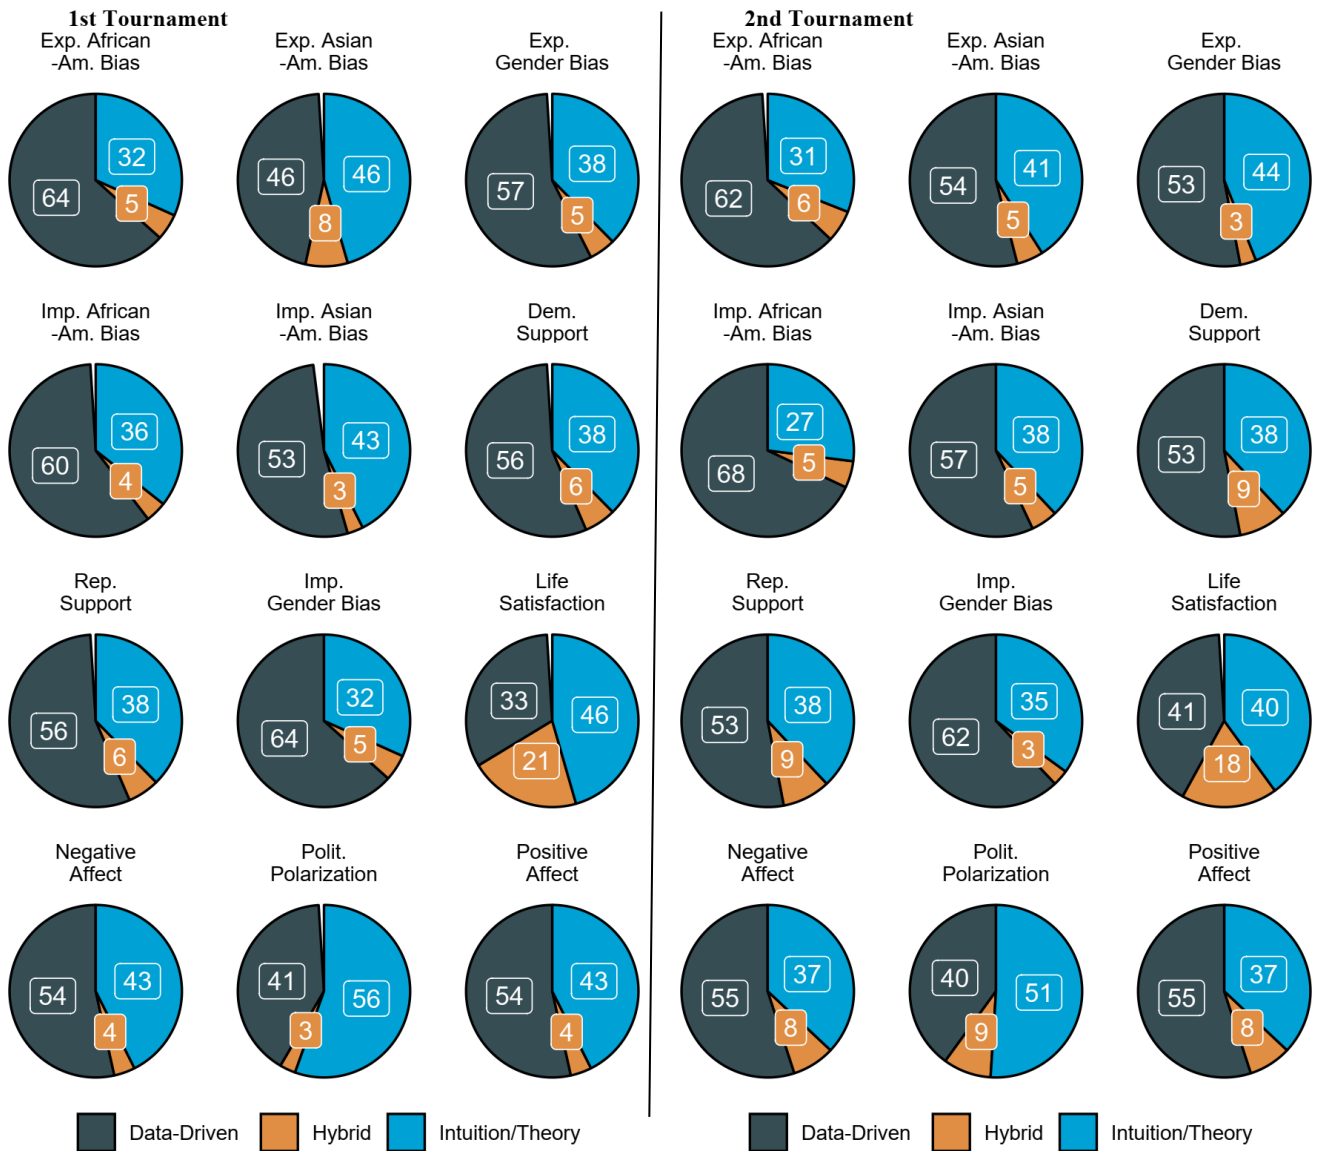 1st Tournament
Exp. African
-Am. Bias
Exp. Asian
-Am. Bias
Exp.
Gender Bias
32
64
5
46
46
8
38
57
5
Imp. African
-Am. Bias
Imp. Asian
-Am. Bias
Dem.
Support
36
60
4
43
53
3
38
56
6
Rep.
Support
Imp.
Gender Bias
Life
Satisfaction
38
56
6
32
64
5
33
46
21
Negative
Affect
Polit.
Polarization
Positive
Affect
43
54
4
41
56
3
43
54
4
Data-Driven
Hybrid
Intuition/Theory
2nd Tournament
Exp. African
-Am. Bias
Exp. Asian
-Am. Bias
Exp.
Gender Bias
31
62
6
41
54
5
44
53
3
Imp. African
-Am. Bias
Imp. Asian
-Am. Bias
Dem.
Support
27
68
5
38
57
5
38
53
9
Rep.
Support
Imp.
Gender Bias
Life
Satisfaction
38
53
9
35
62
3
41
40
18
Negative
Affect
Polit.
Polarization
Positive
Affect
37
55
8
40
51
9
37
55
8
Data-Driven
Hybrid
Intuition/Theory